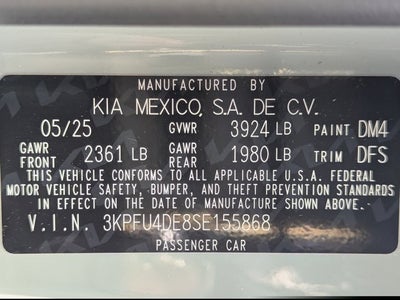 MANUFACTURED BY
KIA MEXICO, S.A. DE C.V.
05/25 GVWR 3924 LB PAINT DM4
GAWR FRONT 2361 LB GAWR REAR 1980 LB TRIM DFS
THIS VEHICLE CONFORMS TO ALL APPLICABLE U.S.A. FEDERAL
MOTOR VEHICLE SAFETY, BUMPER, AND THEFT PREVENTION STANDARDS
IN EFFECT ON THE DATE OF MANUFACTURE SHOWN ABOVE.
V.I.N. 3KPFU4DE8SE155868
PASSENGER CAR